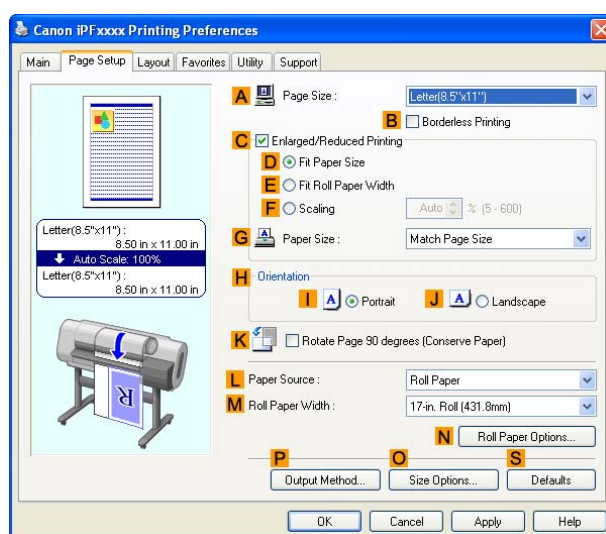 Canon iPFxxxx Printing Preferences
Main Page Setup Layout Favorites Utility Support
A Page Size : Letter(8.5"x11")
B Borderless Printing
C Enlarged/Reduced Printing
D Fit Paper Size
E Fit Roll Paper Width
F Scaling Auto % (5 - 600)
G Paper Size : Match Page Size
Letter(8.5"x11") :
8.50 in x 11.00 in
Auto Scale: 100%
Letter(8.5"x11") :
8.50 in x 11.00 in
H Orientation
I A Portrait J A Landscape
K Rotate Page 90 degrees (Conserve Paper)
R
L Paper Source : Roll Paper
M Roll Paper Width : 17-in. Roll (431.8mm)
N Roll Paper Options...
P O S
Output Method... Size Options... Defaults
OK Cancel Apply Help